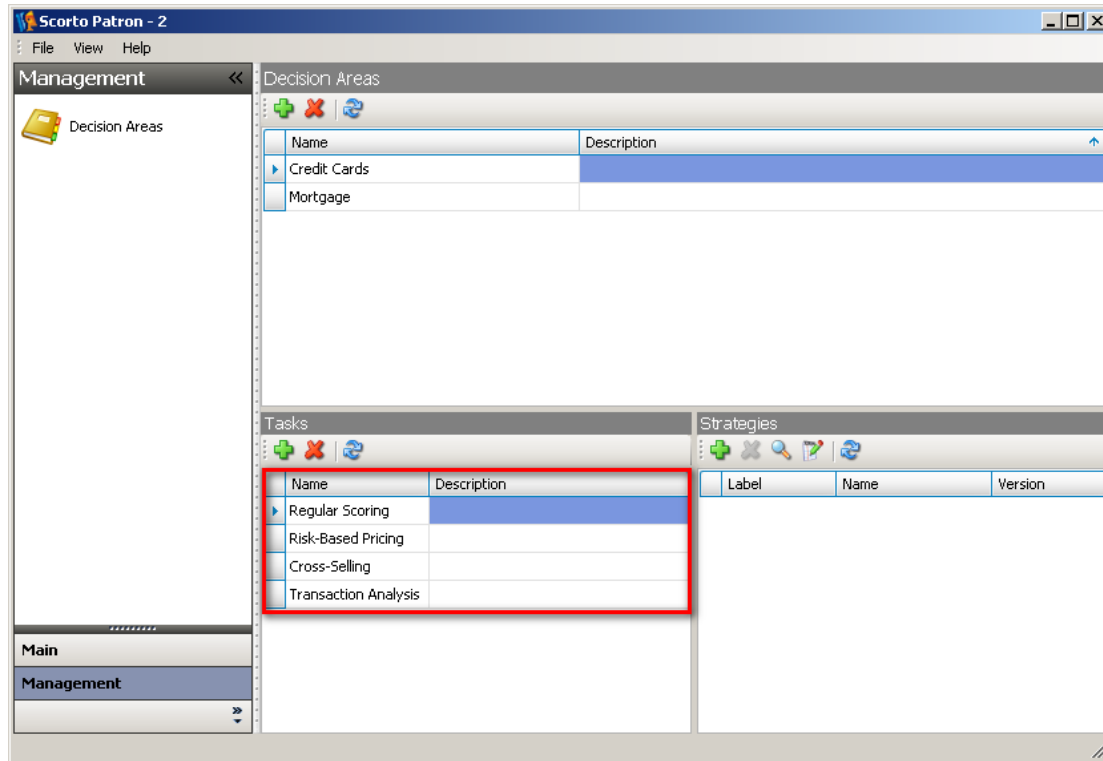 Scorto Patron - 2
File View Help
Management
Decision Areas
Decision Areas
Name Description
Credit Cards
Mortgage
Tasks
Name Description
Regular Scoring
Risk-Based Pricing
Cross-Selling
Transaction Analysis
Strategies
Label Name Version
Main
Management